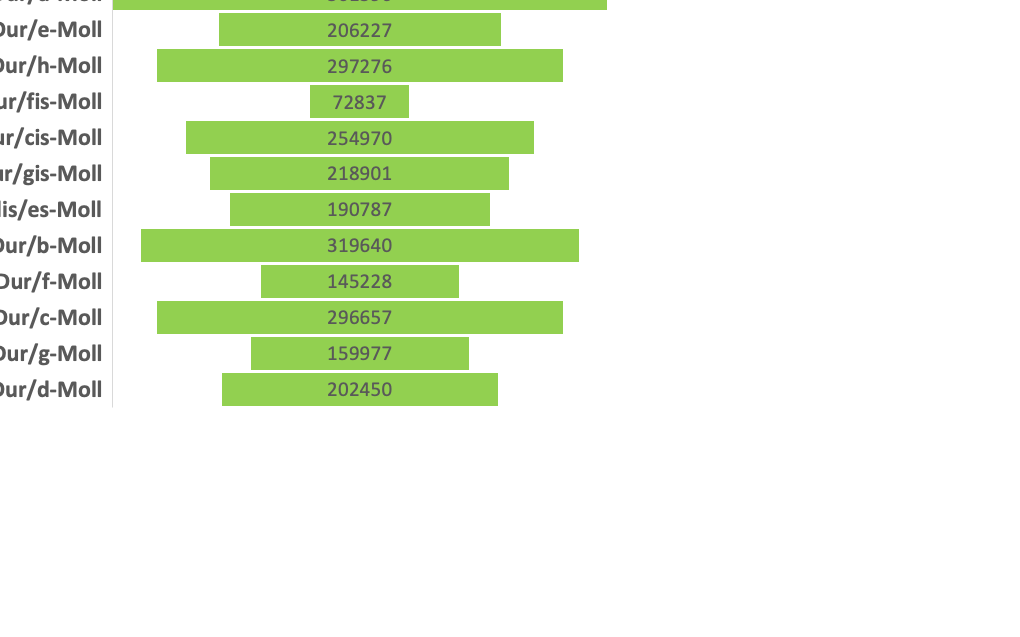 Dur/e-Moll 206227
Dur/h-Moll 297276
ur/fis-Moll 72837
ur/cis-Moll 254970
ur/gis-Moll 218901
is/es-Moll 190787
Dur/b-Moll 319640
Dur/f-Moll 145228
Dur/c-Moll 296657
Dur/g-Moll 159977
Dur/d-Moll 202450